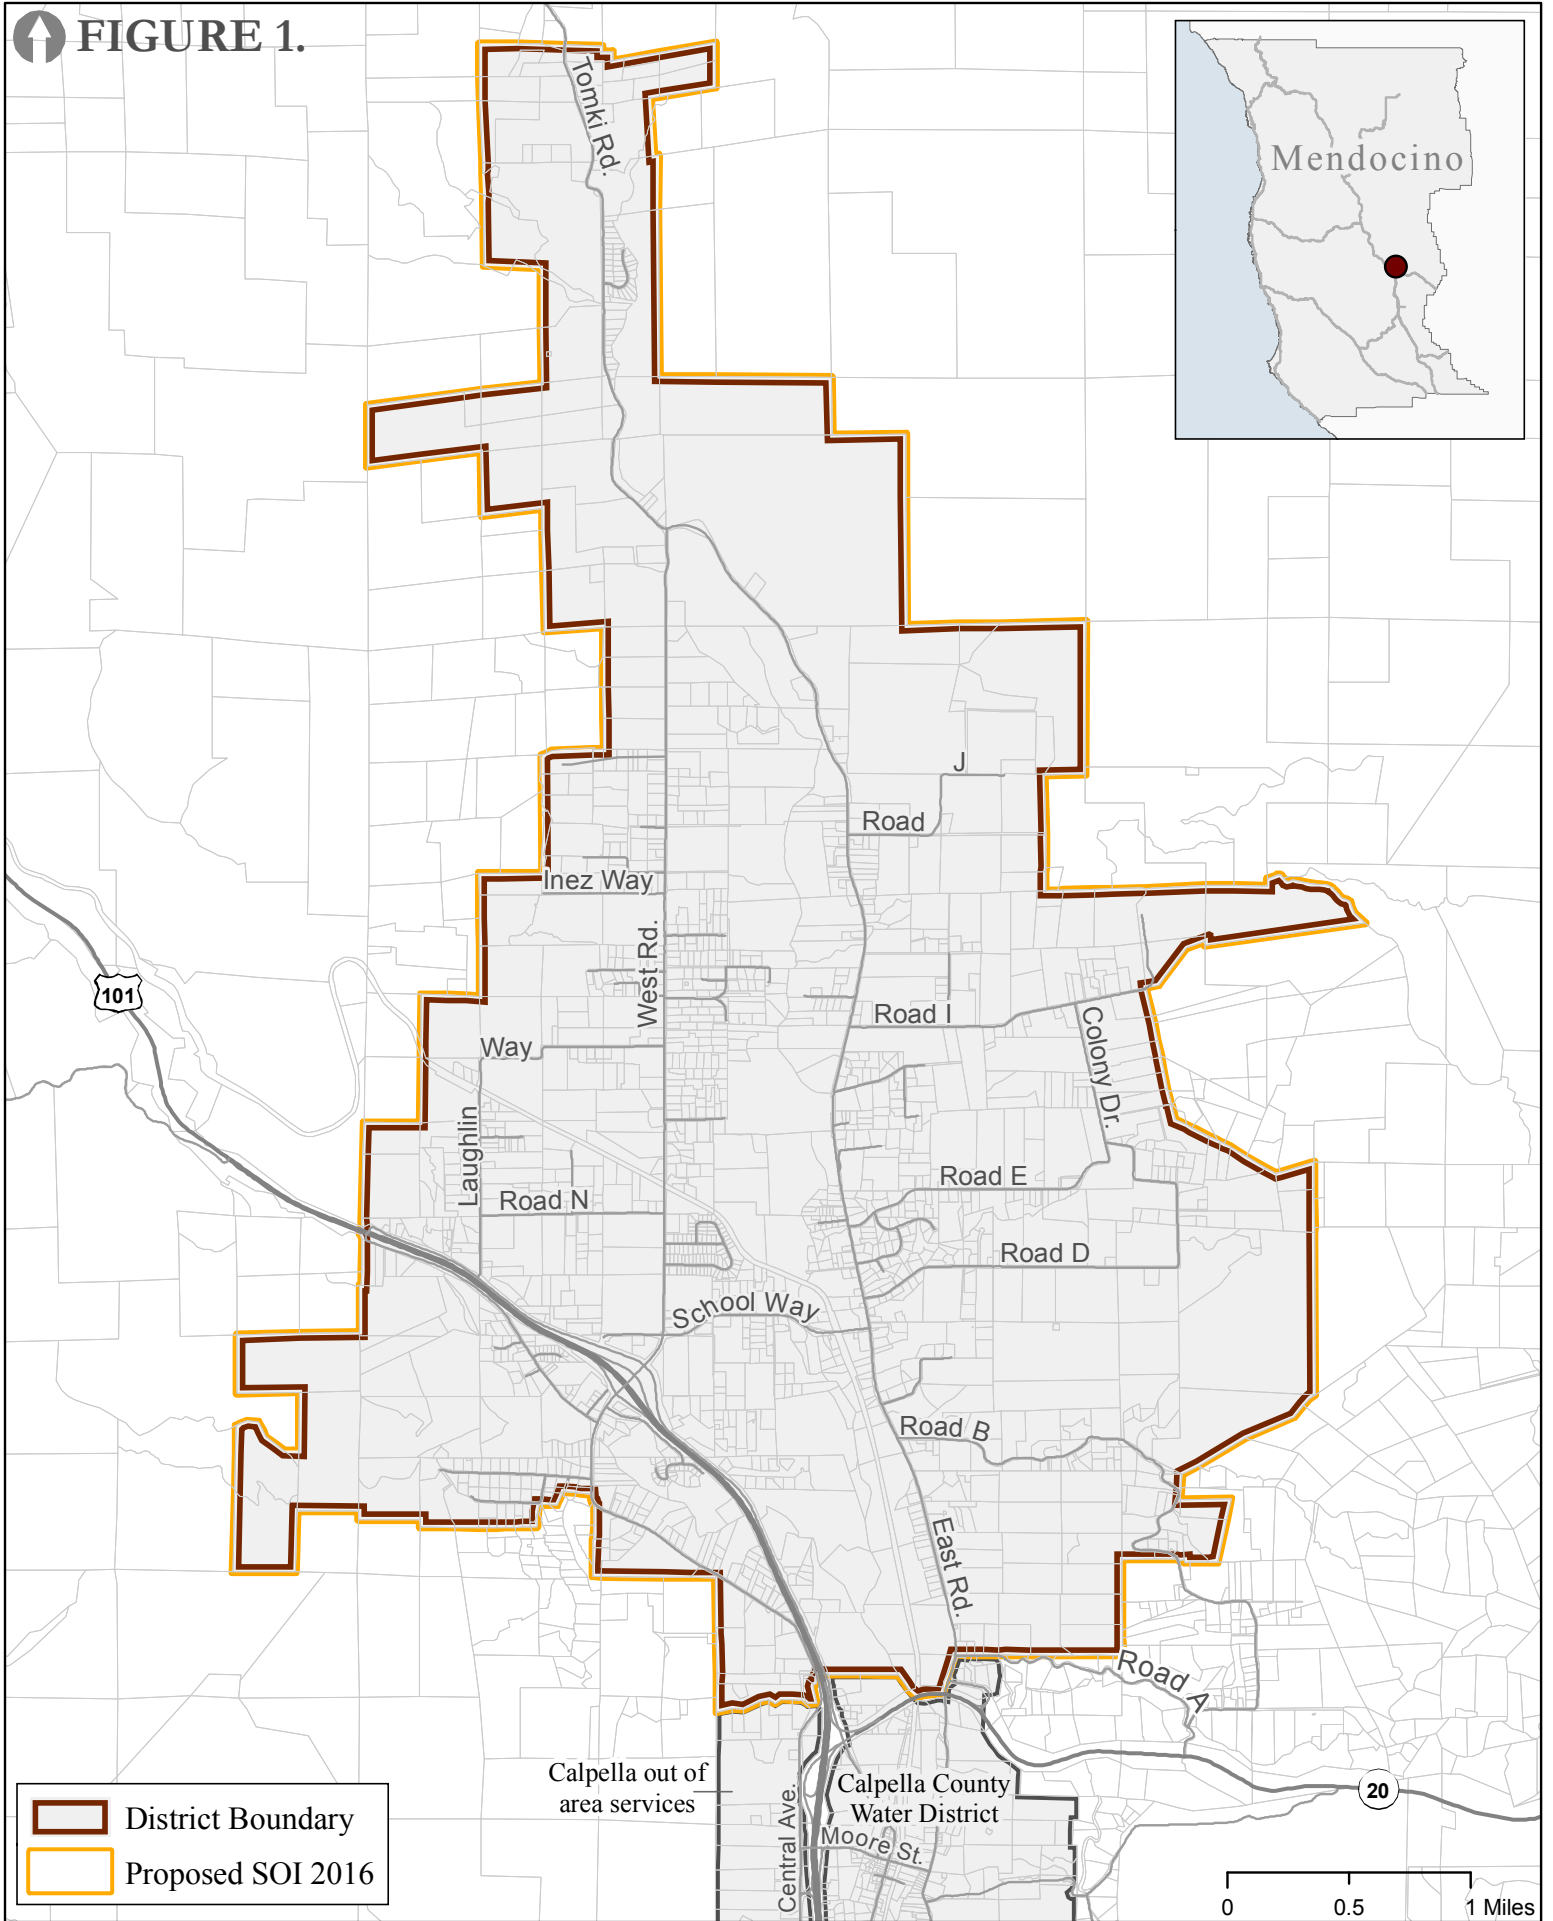 FIGURE 1.
Tomki Rd.
Mendocino
J
Road
Inez Way
West Rd.
101
Road I
Way
Colony Dr.
Laughlin
Road E
Road N
Road D
School Way
Road B
East Rd.
Road A
Calpella out of
area services
Central Ave.
Calpella County
Water District
20
Moore St.
District Boundary
Proposed SOI 2016
0 0.5 1 Miles